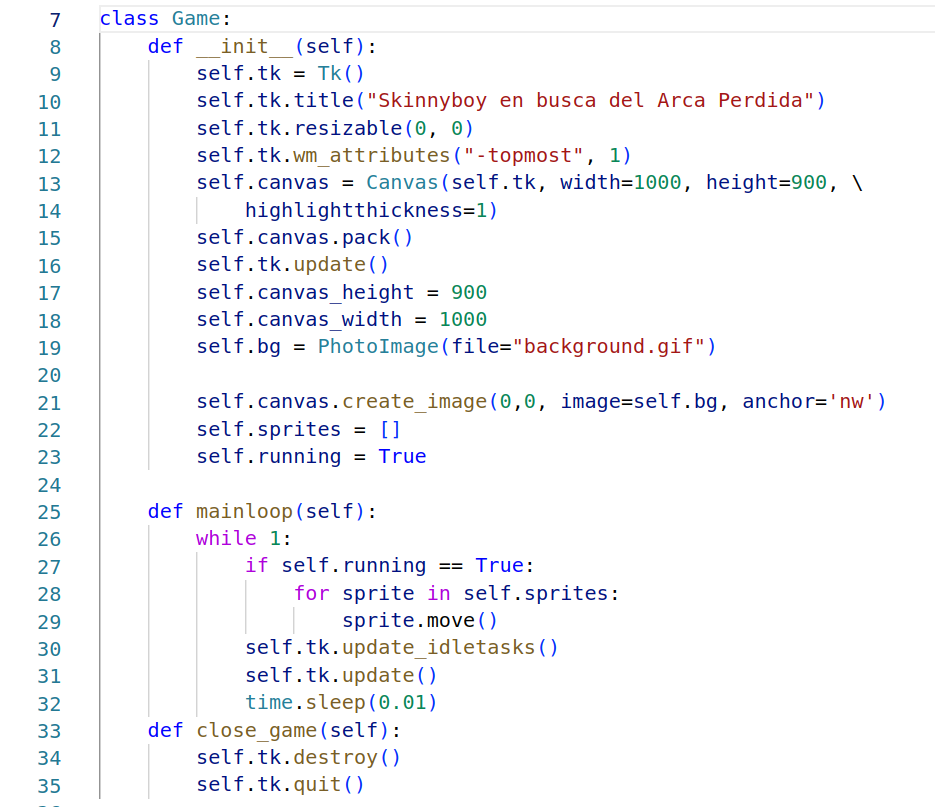 7 class Game:
8     def __init__(self):
9         self.tk = Tk()
10         self.tk.title("Skinnyboy en busca del Arca Perdida")
11         self.tk.resizable(0, 0)
12         self.tk.wm_attributes("-topmost", 1)
13         self.canvas = Canvas(self.tk, width=1000, height=900, \
14             highlightthickness=1)
15         self.canvas.pack()
16         self.tk.update()
17         self.canvas_height = 900
18         self.canvas_width = 1000
19         self.bg = PhotoImage(file="background.gif")
20
21         self.canvas.create_image(0,0, image=self.bg, anchor='nw')
22         self.sprites = []
23         self.running = True
24
25     def mainloop(self):
26         while 1:
27             if self.running == True:
28                 for sprite in self.sprites:
29                     sprite.move()
30             self.tk.update_idletasks()
31             self.tk.update()
32             time.sleep(0.01)
33     def close_game(self):
34         self.tk.destroy()
35         self.tk.quit()